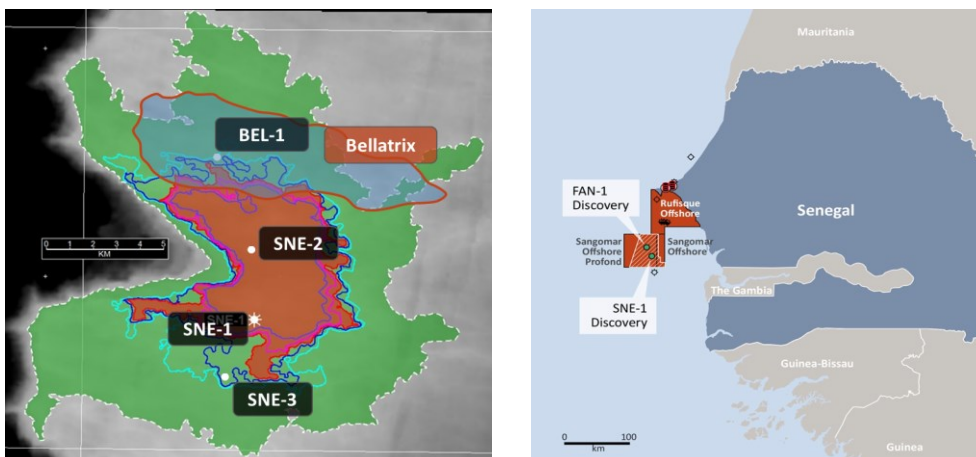 BEL-1
Bellatrix
SNE-2
0 1 2 3 4 5
KM
SNE-1
SNE-1
SNE-3
Mauritania
FAN-1
Discovery
Rufisque
Offshore
Senegal
Sangomar
Offshore
Profond
Sangomar
Offshore
The Gambia
SNE-1
Discovery
Guinea-Bissau
0 100
km
Guinea